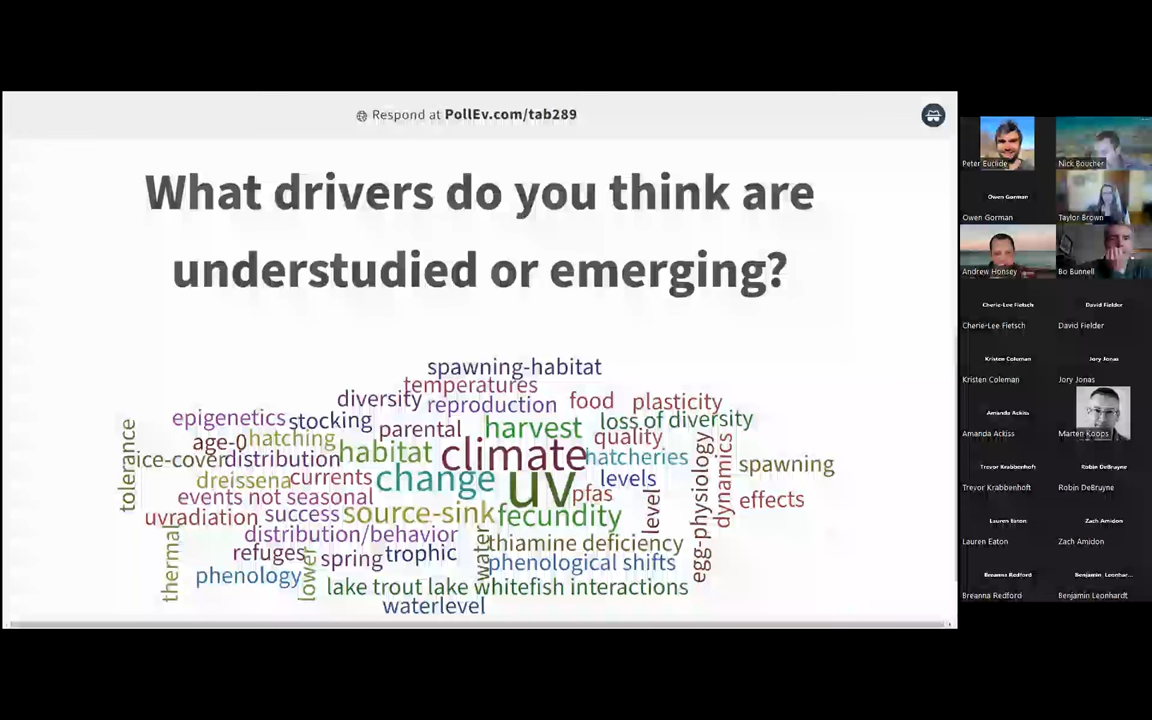 Respond at PollEv.com/tab289
What drivers do you think are
understudied or emerging?
spawning-habitat
temperatures
diversity
reproduction
food
plasticity
epigenetics
stocking
parental
harvest
loss of diversity
age-0
hatching
quality
tolerance
ice-cover
distribution
habitat
climate
hatcheries
spawning
dreissena
currents
change
uv
levels
pfas
level
egg-physiology
dynamics
effects
events not seasonal
uvradiation
success
source-sink
fecundity
distribution/behavior
thiamine deficiency
refuges
spring
trophic
water
phenological shifts
thermal
phenology
lower
lake trout lake whitefish interactions
waterlevel
Peter Euclide
Nick Boucher
Owen Gorman
Owen Gorman
Taylor Brown
Andrew Honsey
Bo Bunnell
Cherie-Lee Fietsch
David Fielder
Cherie-Lee Fietsch
David Fielder
Kristen Coleman
Jory Jonas
Kristen Coleman
Jory Jonas
Amanda Ackiss
Amanda Ackiss
Marten Koops
Trevor Krabbenhoft
Robin DeBruyne
Trevor Krabbenhoft
Robin DeBruyne
Lauren Eaton
Zach Amidon
Lauren Eaton
Zach Amidon
Breanna Redford
Benjamin Leonhar...
Breanna Redford
Benjamin Leonhardt